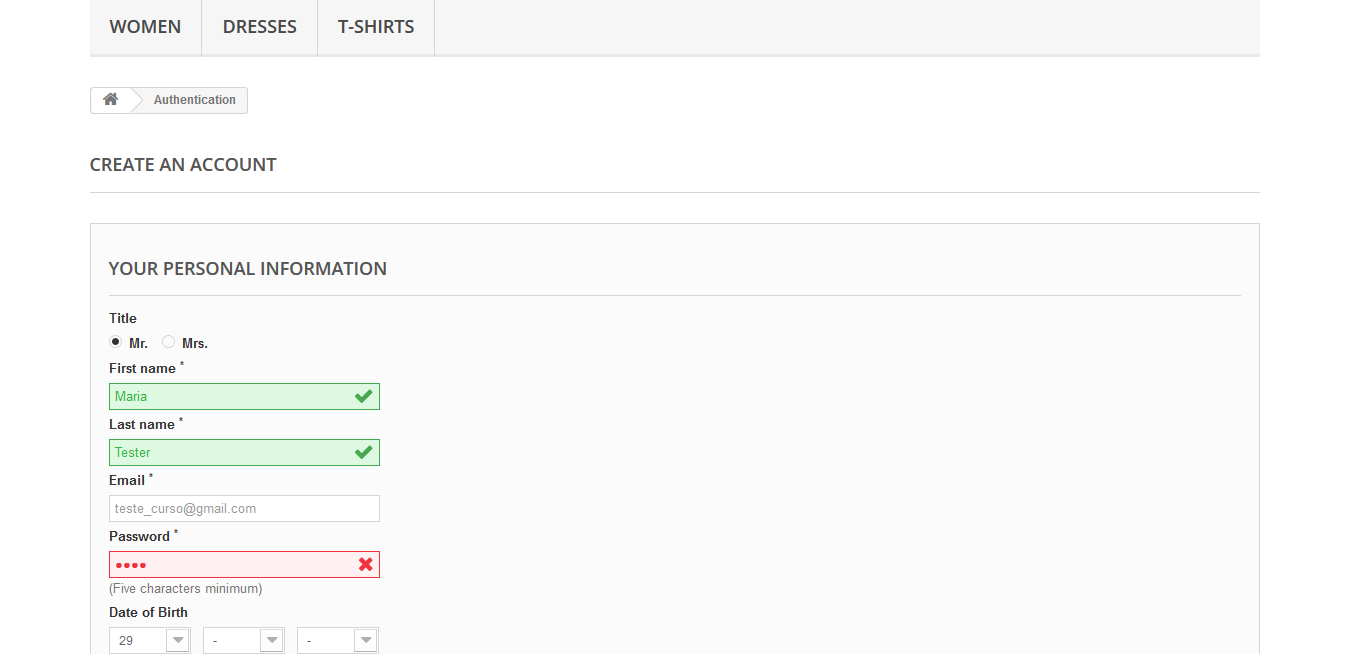 WOMEN DRESSES T-SHIRTS
Authentication
CREATE AN ACCOUNT
YOUR PERSONAL INFORMATION
Title
Mr. Mrs.
First name *
Maria
Last name *
Tester
Email *
teste_curso@gmail.com
Password *
••••
(Five characters minimum)
Date of Birth
29 - -